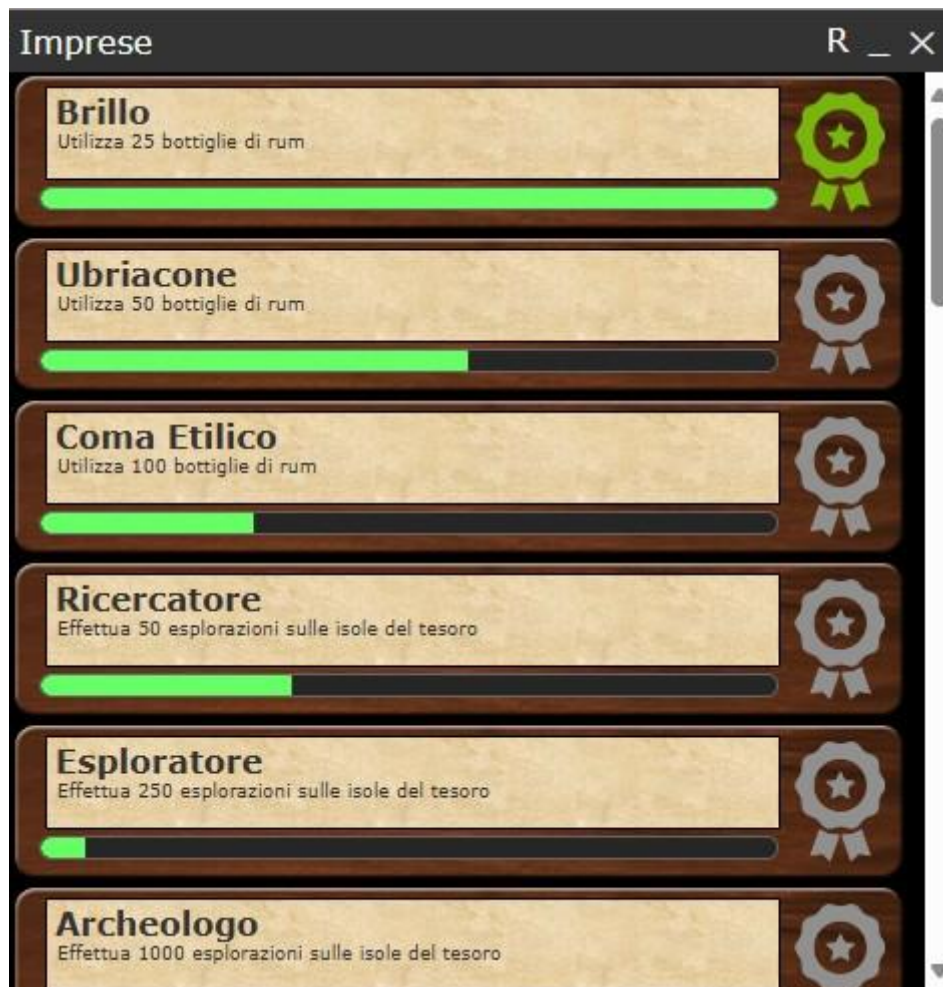 Imprese R _ ×
Brillo
Utilizza 25 bottiglie di rum
Ubriacone
Utilizza 50 bottiglie di rum
Coma Etilico
Utilizza 100 bottiglie di rum
Ricercatore
Effettua 50 esplorazioni sulle isole del tesoro
Esploratore
Effettua 250 esplorazioni sulle isole del tesoro
Archeologo
Effettua 1000 esplorazioni sulle isole del tesoro